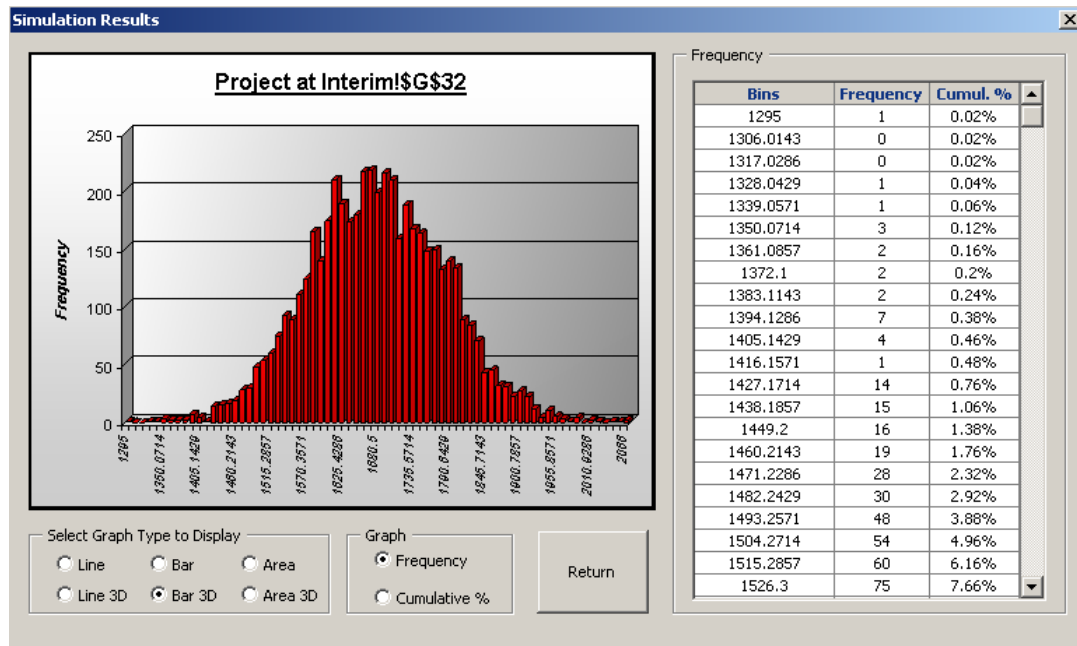 Simulation Results
Project at Interim!$G$32
Frequency
250
200
150
100
50
0
1295
1350.0714
1405.1429
1460.2143
1515.2857
1570.3571
1625.4286
1680.5
1735.5714
1790.6429
1845.7143
1900.7857
1955.8571
2010.9286
2066
Select Graph Type to Display
Line Bar Area
Line 3D Bar 3D Area 3D
Graph
Frequency
Cumulative %
Return
Frequency
Bins Frequency Cumul. %
1295 1 0.02%
1306.0143 0 0.02%
1317.0286 0 0.02%
1328.0429 1 0.04%
1339.0571 1 0.06%
1350.0714 3 0.12%
1361.0857 2 0.16%
1372.1 2 0.2%
1383.1143 2 0.24%
1394.1286 7 0.38%
1405.1429 4 0.46%
1416.1571 1 0.48%
1427.1714 14 0.76%
1438.1857 15 1.06%
1449.2 16 1.38%
1460.2143 19 1.76%
1471.2286 28 2.32%
1482.2429 30 2.92%
1493.2571 48 3.88%
1504.2714 54 4.96%
1515.2857 60 6.16%
1526.3 75 7.66%